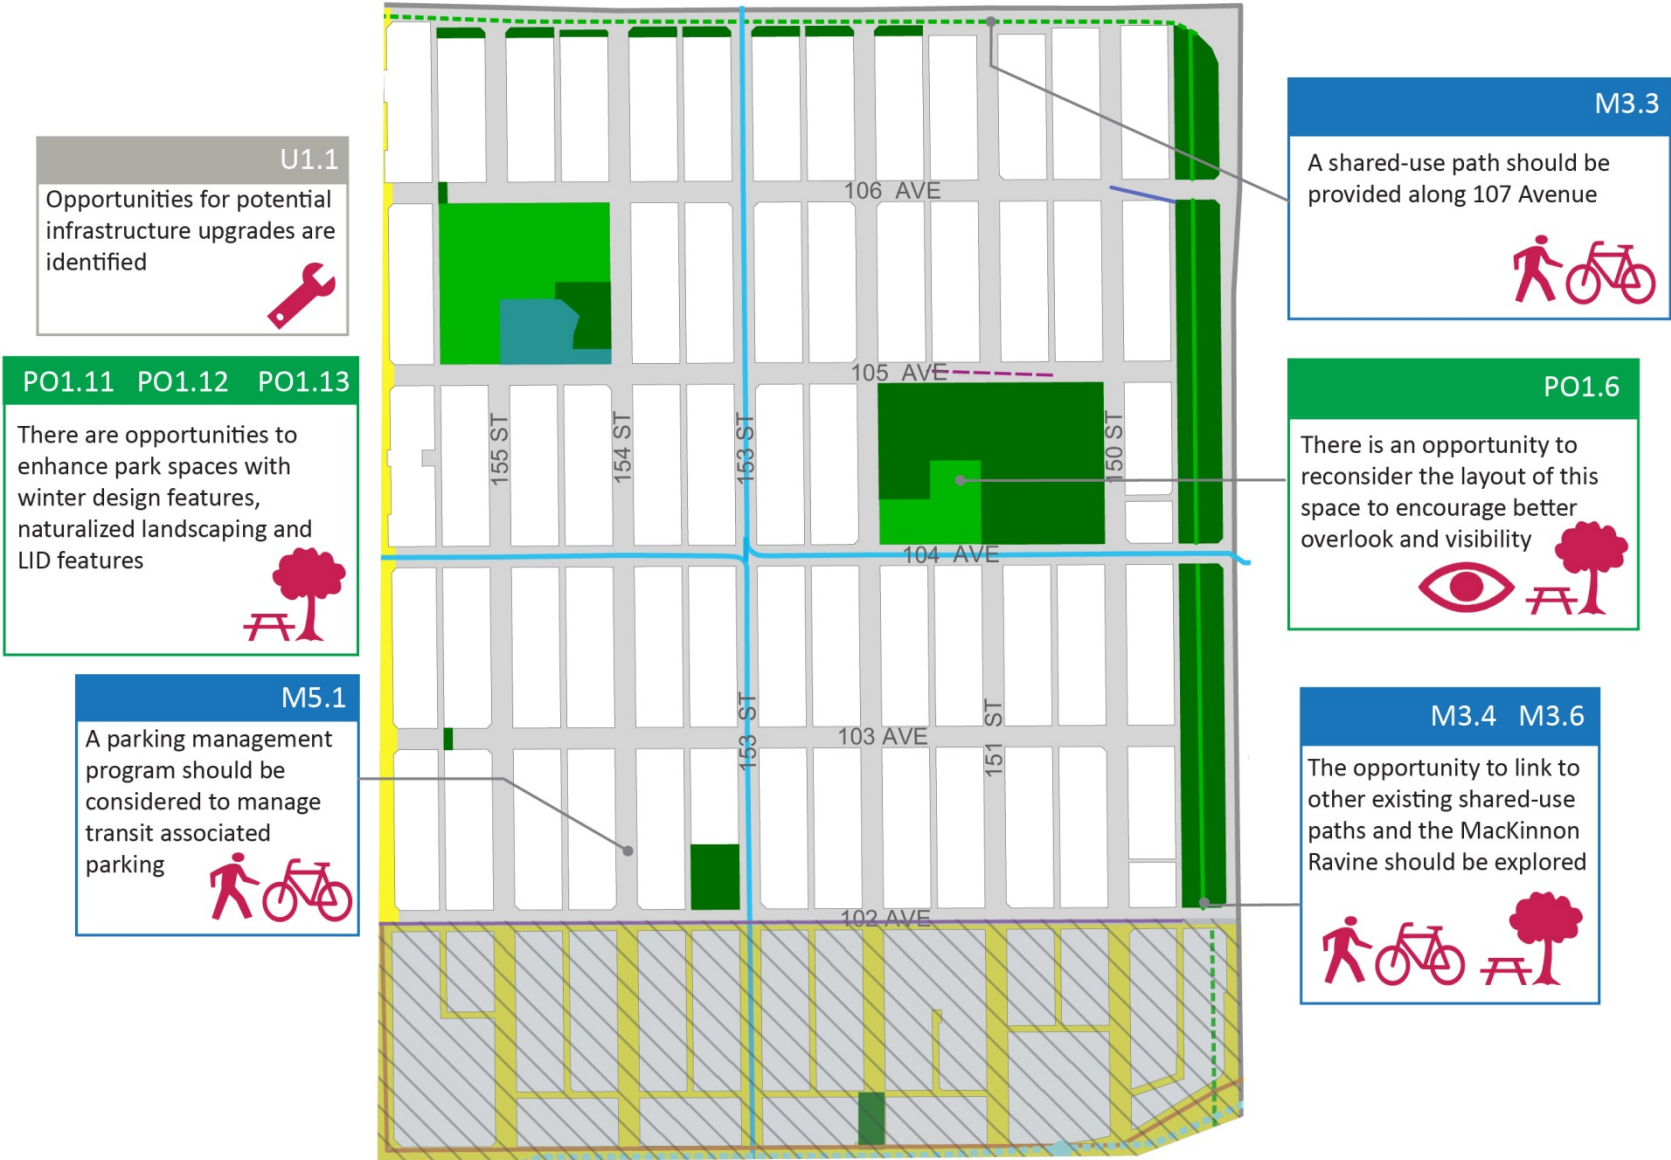 U1.1
Opportunities for potential
infrastructure upgrades are
identified
PO1.11 PO1.12 PO1.13
There are opportunities to
enhance park spaces with
winter design features,
naturalized landscaping and
LID features
M5.1
A parking management
program should be
considered to manage
transit associated
parking
106 AVE
105 AVE
155 ST
154 ST
153 ST
150 ST
104 AVE
153 ST
151 ST
103 AVE
102 AVE
M3.3
A shared-use path should be
provided along 107 Avenue
PO1.6
There is an opportunity to
reconsider the layout of this
space to encourage better
overlook and visibility
M3.4 M3.6
The opportunity to link to
other existing shared-use
paths and the MacKinnon
Ravine should be explored